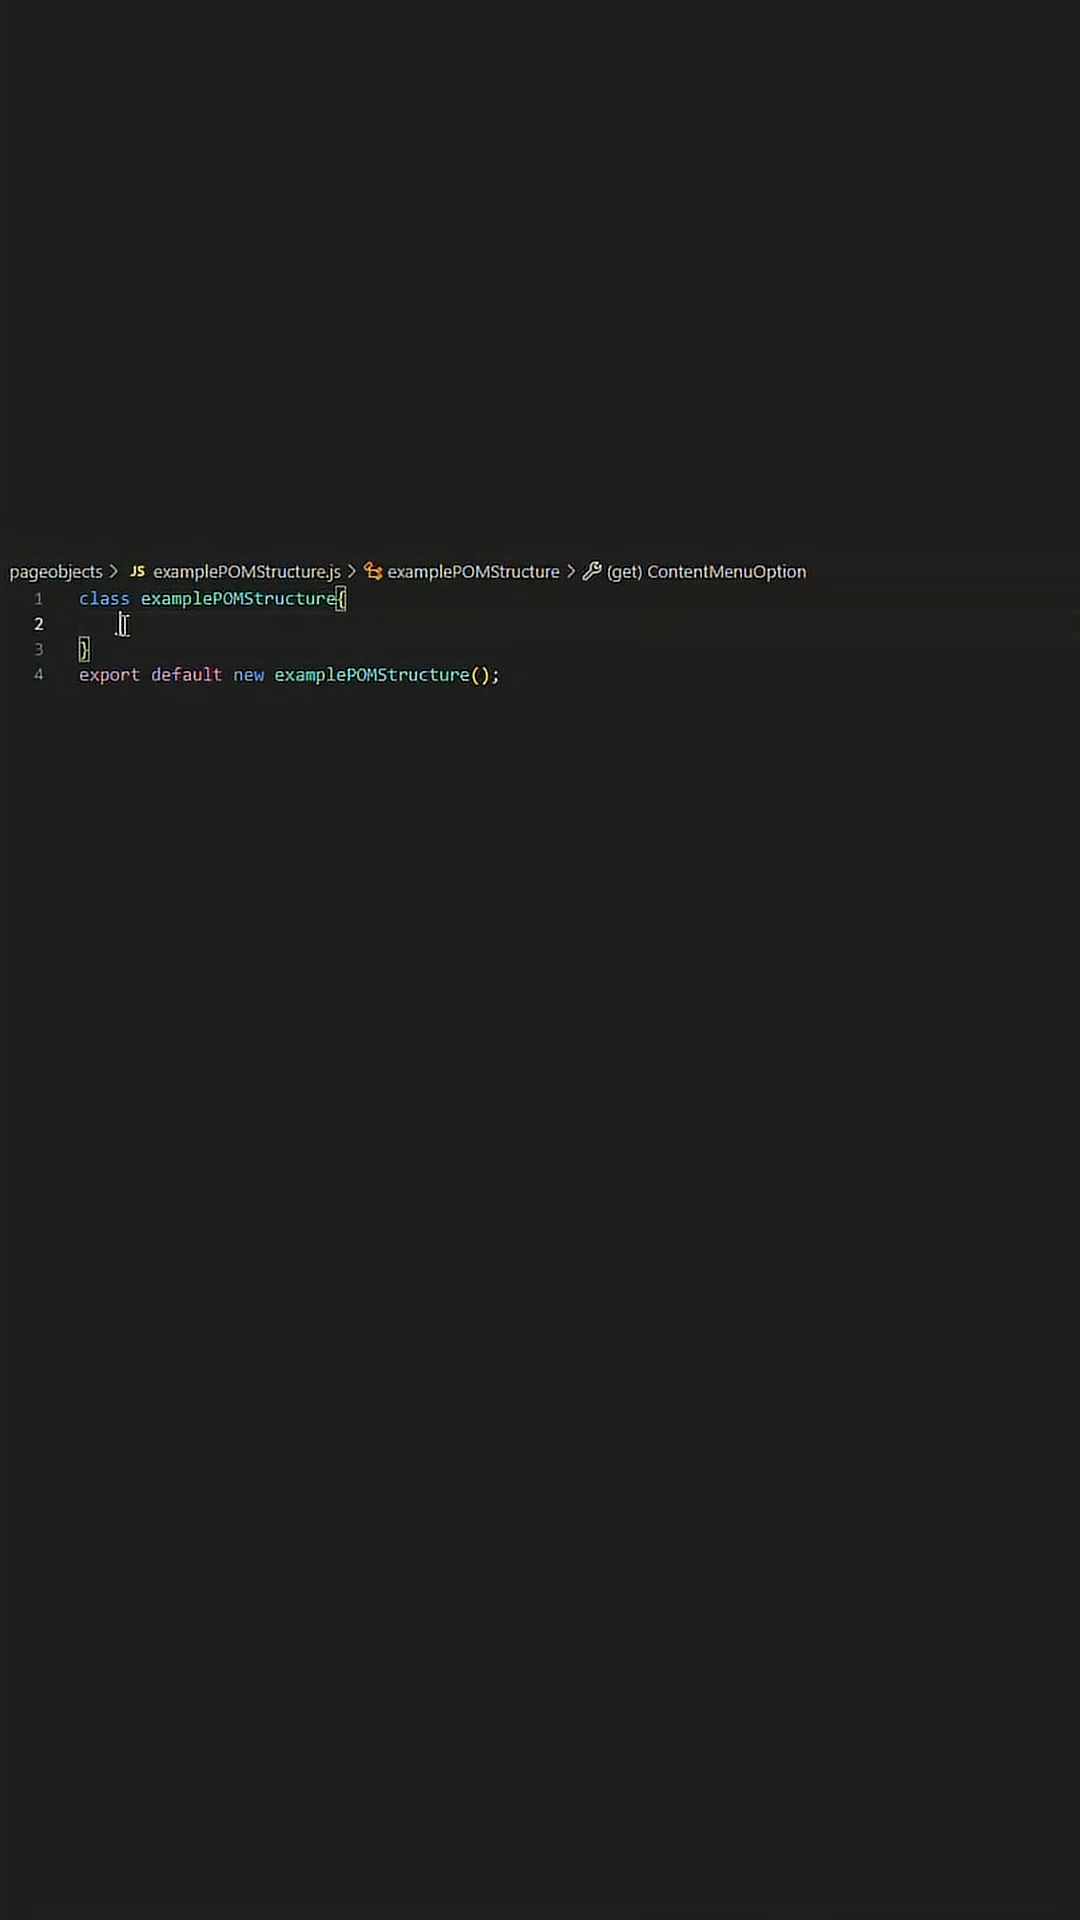 pageobjects > JS examplePOMStructure.js > examplePOMStructure > (get) ContentMenuOption
1 class examplePOMStructure{
2
3 }
4 export default new examplePOMStructure();